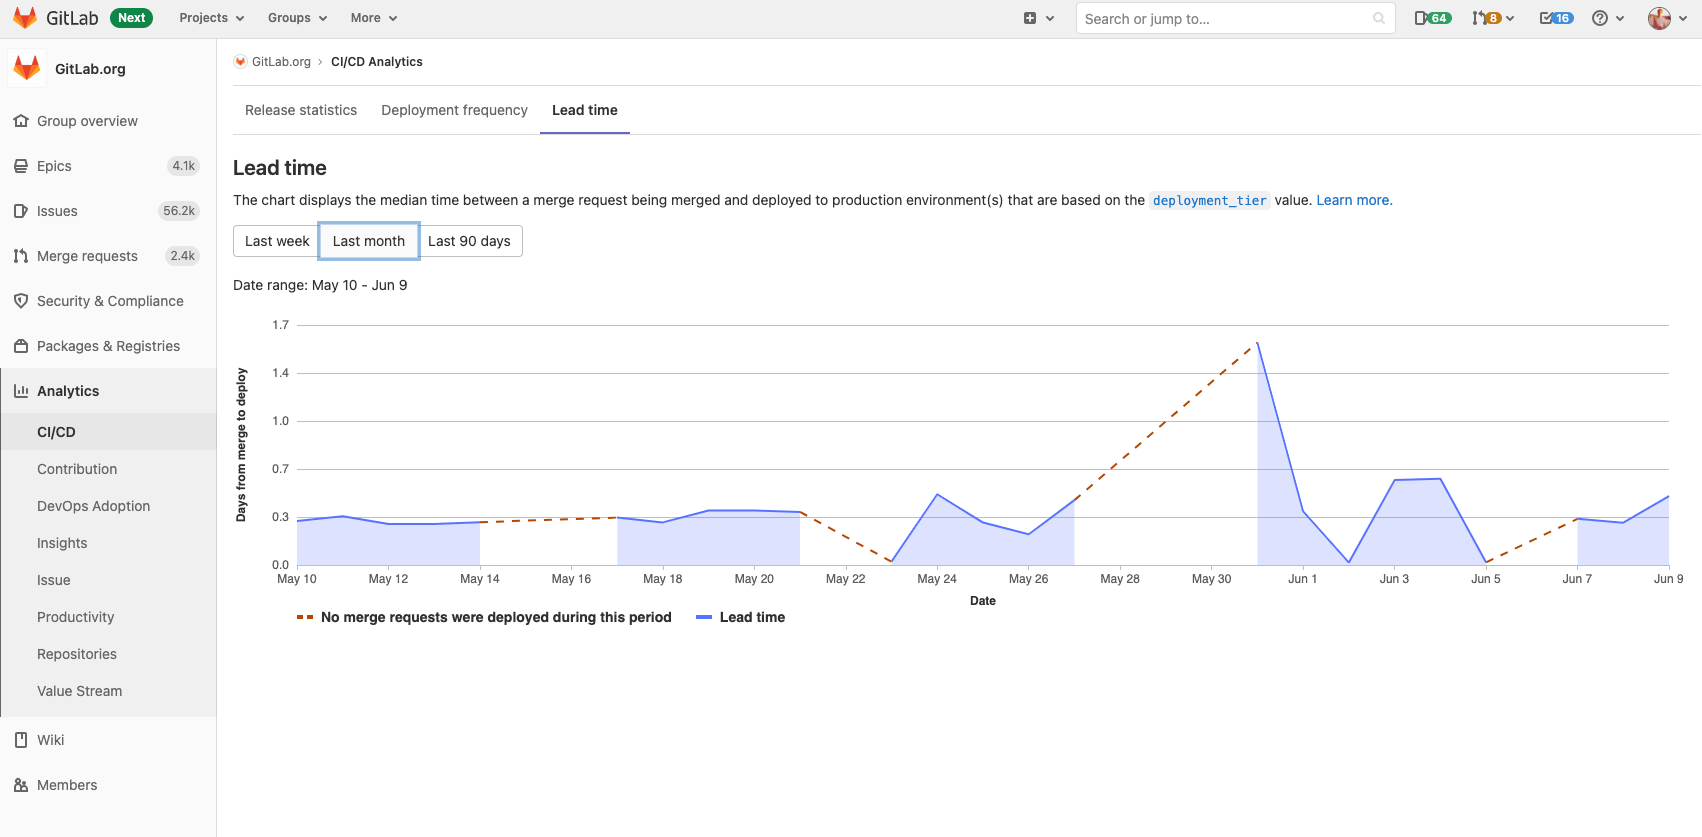 GitLab Next Projects Groups More Search or jump to... 64 8 16
GitLab.org
Group overview
Epics 4.1k
Issues 56.2k
Merge requests 2.4k
Security & Compliance
Packages & Registries
Analytics
CI/CD
Contribution
DevOps Adoption
Insights
Issue
Productivity
Repositories
Value Stream
Wiki
Members
GitLab.org › CI/CD Analytics
Release statistics Deployment frequency Lead time
Lead time
The chart displays the median time between a merge request being merged and deployed to production environment(s) that are based on the deployment_tier value. Learn more.
Last week Last month Last 90 days
Date range: May 10 - Jun 9
Days from merge to deploy
1.7
1.4
1.0
0.7
0.3
0.0
May 10 May 12 May 14 May 16 May 18 May 20 May 22 May 24 May 26 May 28 May 30 Jun 1 Jun 3 Jun 5 Jun 7 Jun 9
Date
No merge requests were deployed during this period Lead time